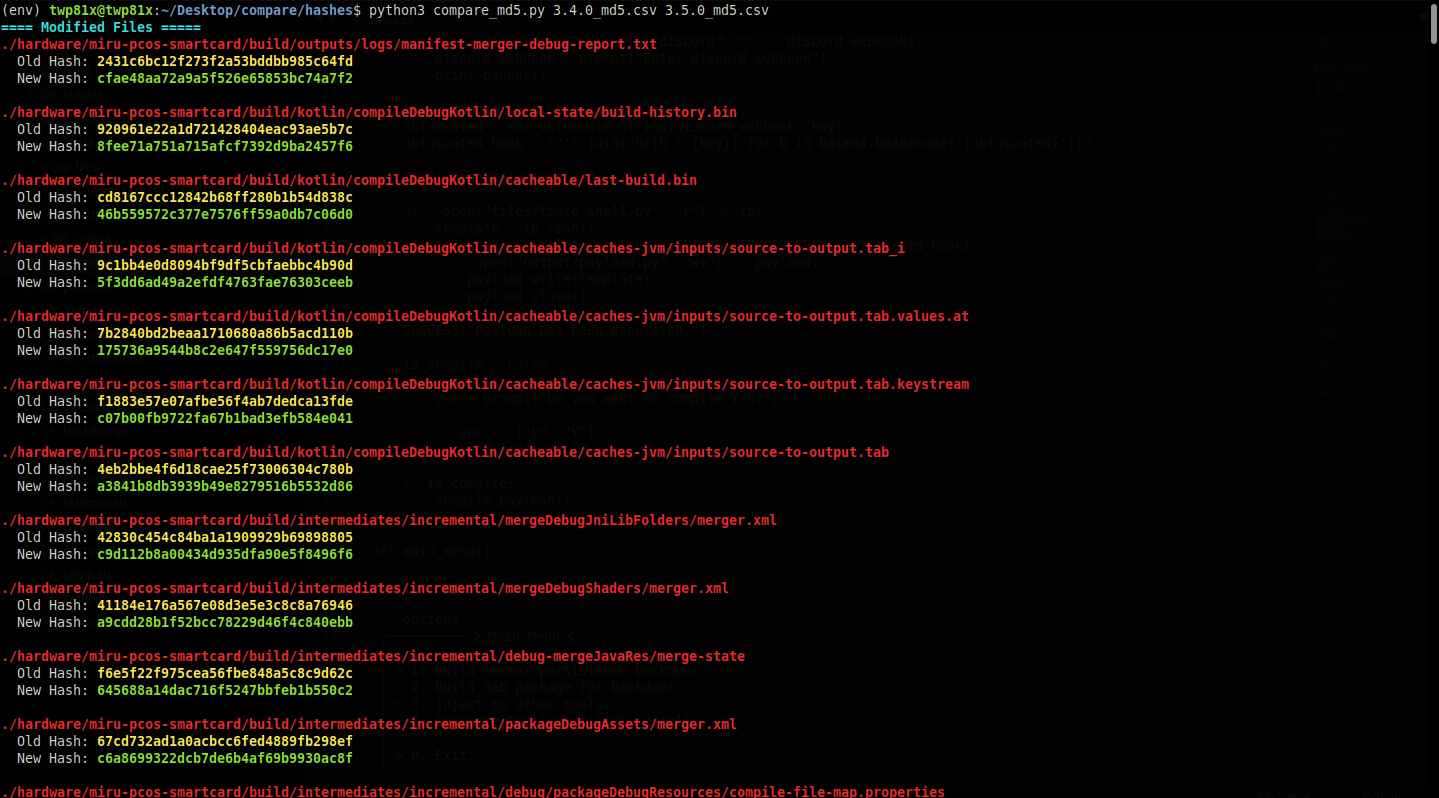 (env) twp81x@twp81x:~/Desktop/compare/hashes$ python3 compare_md5.py 3.4.0_md5.csv 3.5.0_md5.csv
==== Modified Files =====
./hardware/miru-pcos-smartcard/build/outputs/logs/manifest-merger-debug-report.txt
Old Hash: 2431c6bc12f273f2a53bddbb985c64fd
New Hash: cfae48aa72a9a5f526e65853bc74a7f2
./hardware/miru-pcos-smartcard/build/kotlin/compileDebugKotlin/local-state/build-history.bin
Old Hash: 920961e22a1d721428404eac93ae5b7c
New Hash: 8fee71a751a715afcf7392d9ba2457f6
./hardware/miru-pcos-smartcard/build/kotlin/compileDebugKotlin/cacheable/last-build.bin
Old Hash: cd8167ccc12842b68ff280b1b54d838c
New Hash: 46b559572c377e7576ff59a0db7c06d0
./hardware/miru-pcos-smartcard/build/kotlin/compileDebugKotlin/cacheable/caches-jvm/inputs/source-to-output.tab_i
Old Hash: 9c1bb4e0d8094bf9df5cbfaebbc4b90d
New Hash: 5f3dd6ad49a2efdf4763fae76303ceeb
./hardware/miru-pcos-smartcard/build/kotlin/compileDebugKotlin/cacheable/caches-jvm/inputs/source-to-output.tab.values.at
Old Hash: 7b2840bd2beaa1710680a86b5acd110b
New Hash: 175736a9544b8c2e647f559756dc17e0
./hardware/miru-pcos-smartcard/build/kotlin/compileDebugKotlin/cacheable/caches-jvm/inputs/source-to-output.tab.keystream
Old Hash: f1883e57e07afbe56f4ab7dedca13fde
New Hash: c07b00fb9722fa67b1bad3efb584e041
./hardware/miru-pcos-smartcard/build/kotlin/compileDebugKotlin/cacheable/caches-jvm/inputs/source-to-output.tab
Old Hash: 4eb2bbe4f6d18cae25f73006304c780b
New Hash: a3841b8db3939b49e8279516b5532d86
./hardware/miru-pcos-smartcard/build/intermediates/incremental/mergeDebugJniLibFolders/merger.xml
Old Hash: 42830c454c84ba1a1909929b69898805
New Hash: c9d112b8a00434d935dfa90e5f8496f6
./hardware/miru-pcos-smartcard/build/intermediates/incremental/mergeDebugShaders/merger.xml
Old Hash: 41184e176a567e08d3e5e3c8c8a76946
New Hash: a9cdd28b1f52bcc78229d46f4c840ebb
./hardware/miru-pcos-smartcard/build/intermediates/incremental/debug-mergeJavaRes/merge-state
Old Hash: f6e5f22f975cea56fbe848a5c8c9d62c
New Hash: 645688a14dac716f5247bbfeb1b550c2
./hardware/miru-pcos-smartcard/build/intermediates/incremental/packageDebugAssets/merger.xml
Old Hash: 67cd732ad1a0acbcc6fed4889fb298ef
New Hash: c6a8699322dcb7de6b4af69b9930ac8f
./hardware/miru-pcos-smartcard/build/intermediates/incremental/debug/packageDebugResources/compile-file-map.properties